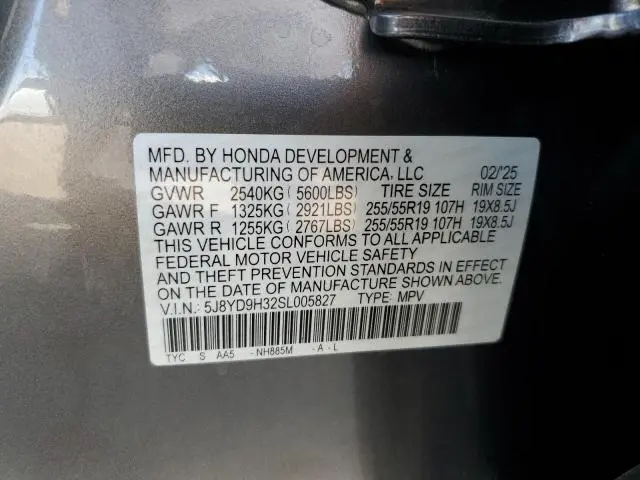 MFD. BY HONDA DEVELOPMENT &
MANUFACTURING OF AMERICA, LLC 02/'25
GVWR 2540KG ( 5600LBS) TIRE SIZE RIM SIZE
GAWR F 1325KG ( 2921LBS) 255/55R19 107H 19X8.5J
GAWR R 1255KG ( 2767LBS) 255/55R19 107H 19X8.5J
THIS VEHICLE CONFORMS TO ALL APPLICABLE
FEDERAL MOTOR VEHICLE SAFETY
AND THEFT PREVENTION STANDARDS IN EFFECT
ON THE DATE OF MANUFACTURE SHOWN ABOVE.
V.I.N.: 5J8YD9H32SL005827 TYPE: MPV
TYC S AA5 -NH885M -A-L